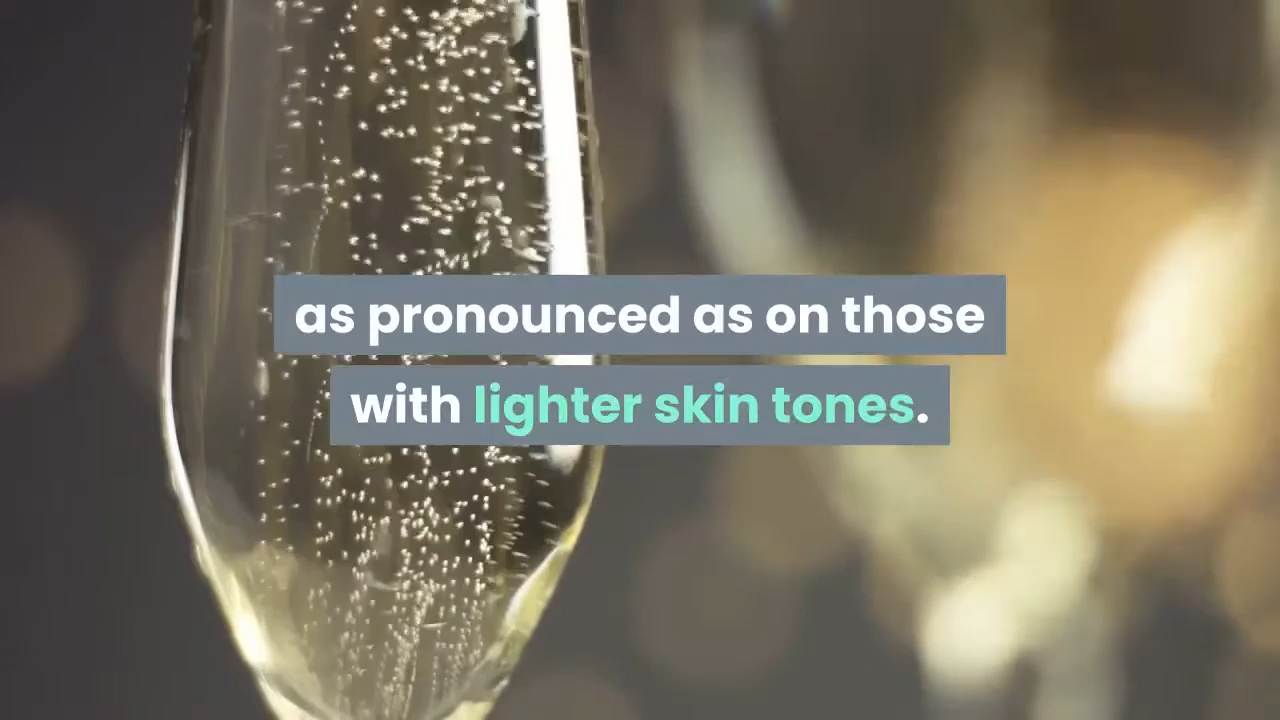 as pronounced as on those
with lighter skin tones.